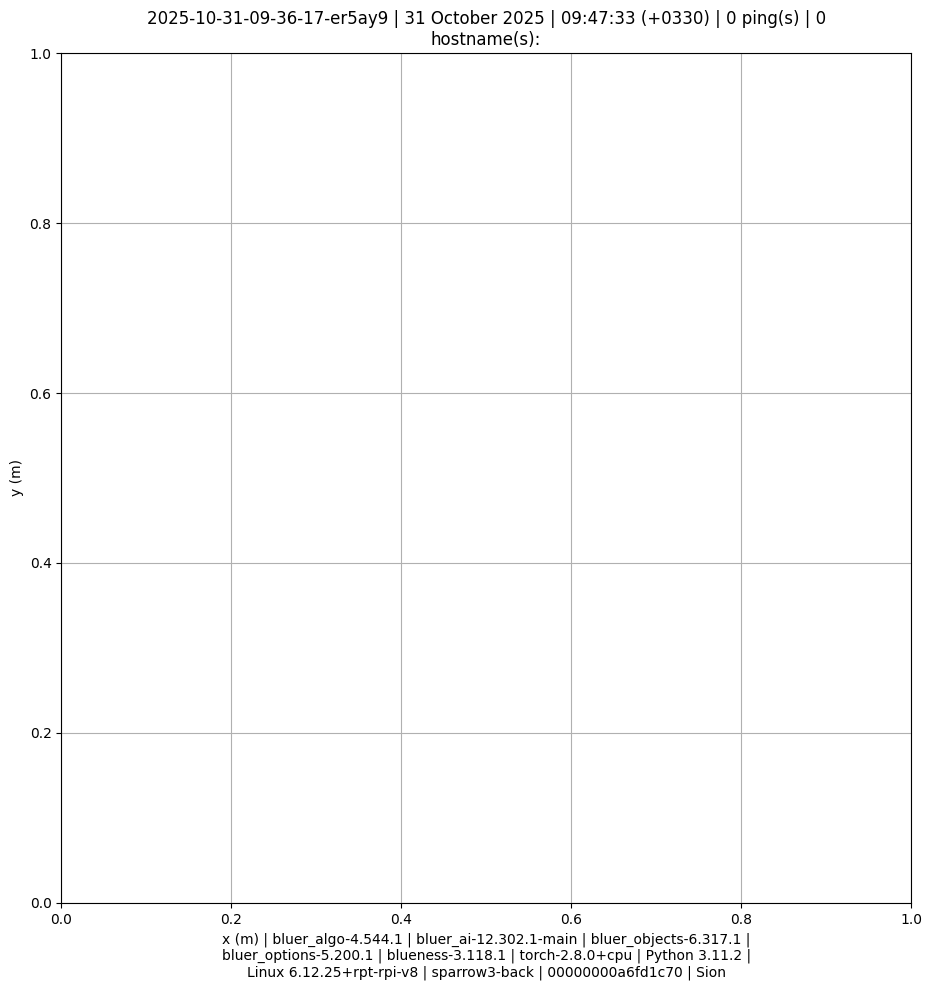 2025-10-31-09-36-17-er5ay9 | 31 October 2025 | 09:47:33 (+0330) | 0 ping(s) | 0
hostname(s):
1.0
0.8
0.6
y (m)
0.4
0.2
0.0
0.0 0.2 0.4 0.6 0.8 1.0
x (m) | bluer_algo-4.544.1 | bluer_ai-12.302.1-main | bluer_objects-6.317.1 |
bluer_options-5.200.1 | blueness-3.118.1 | torch-2.8.0+cpu | Python 3.11.2 |
Linux 6.12.25+rpt-rpi-v8 | sparrow3-back | 00000000a6fd1c70 | Sion